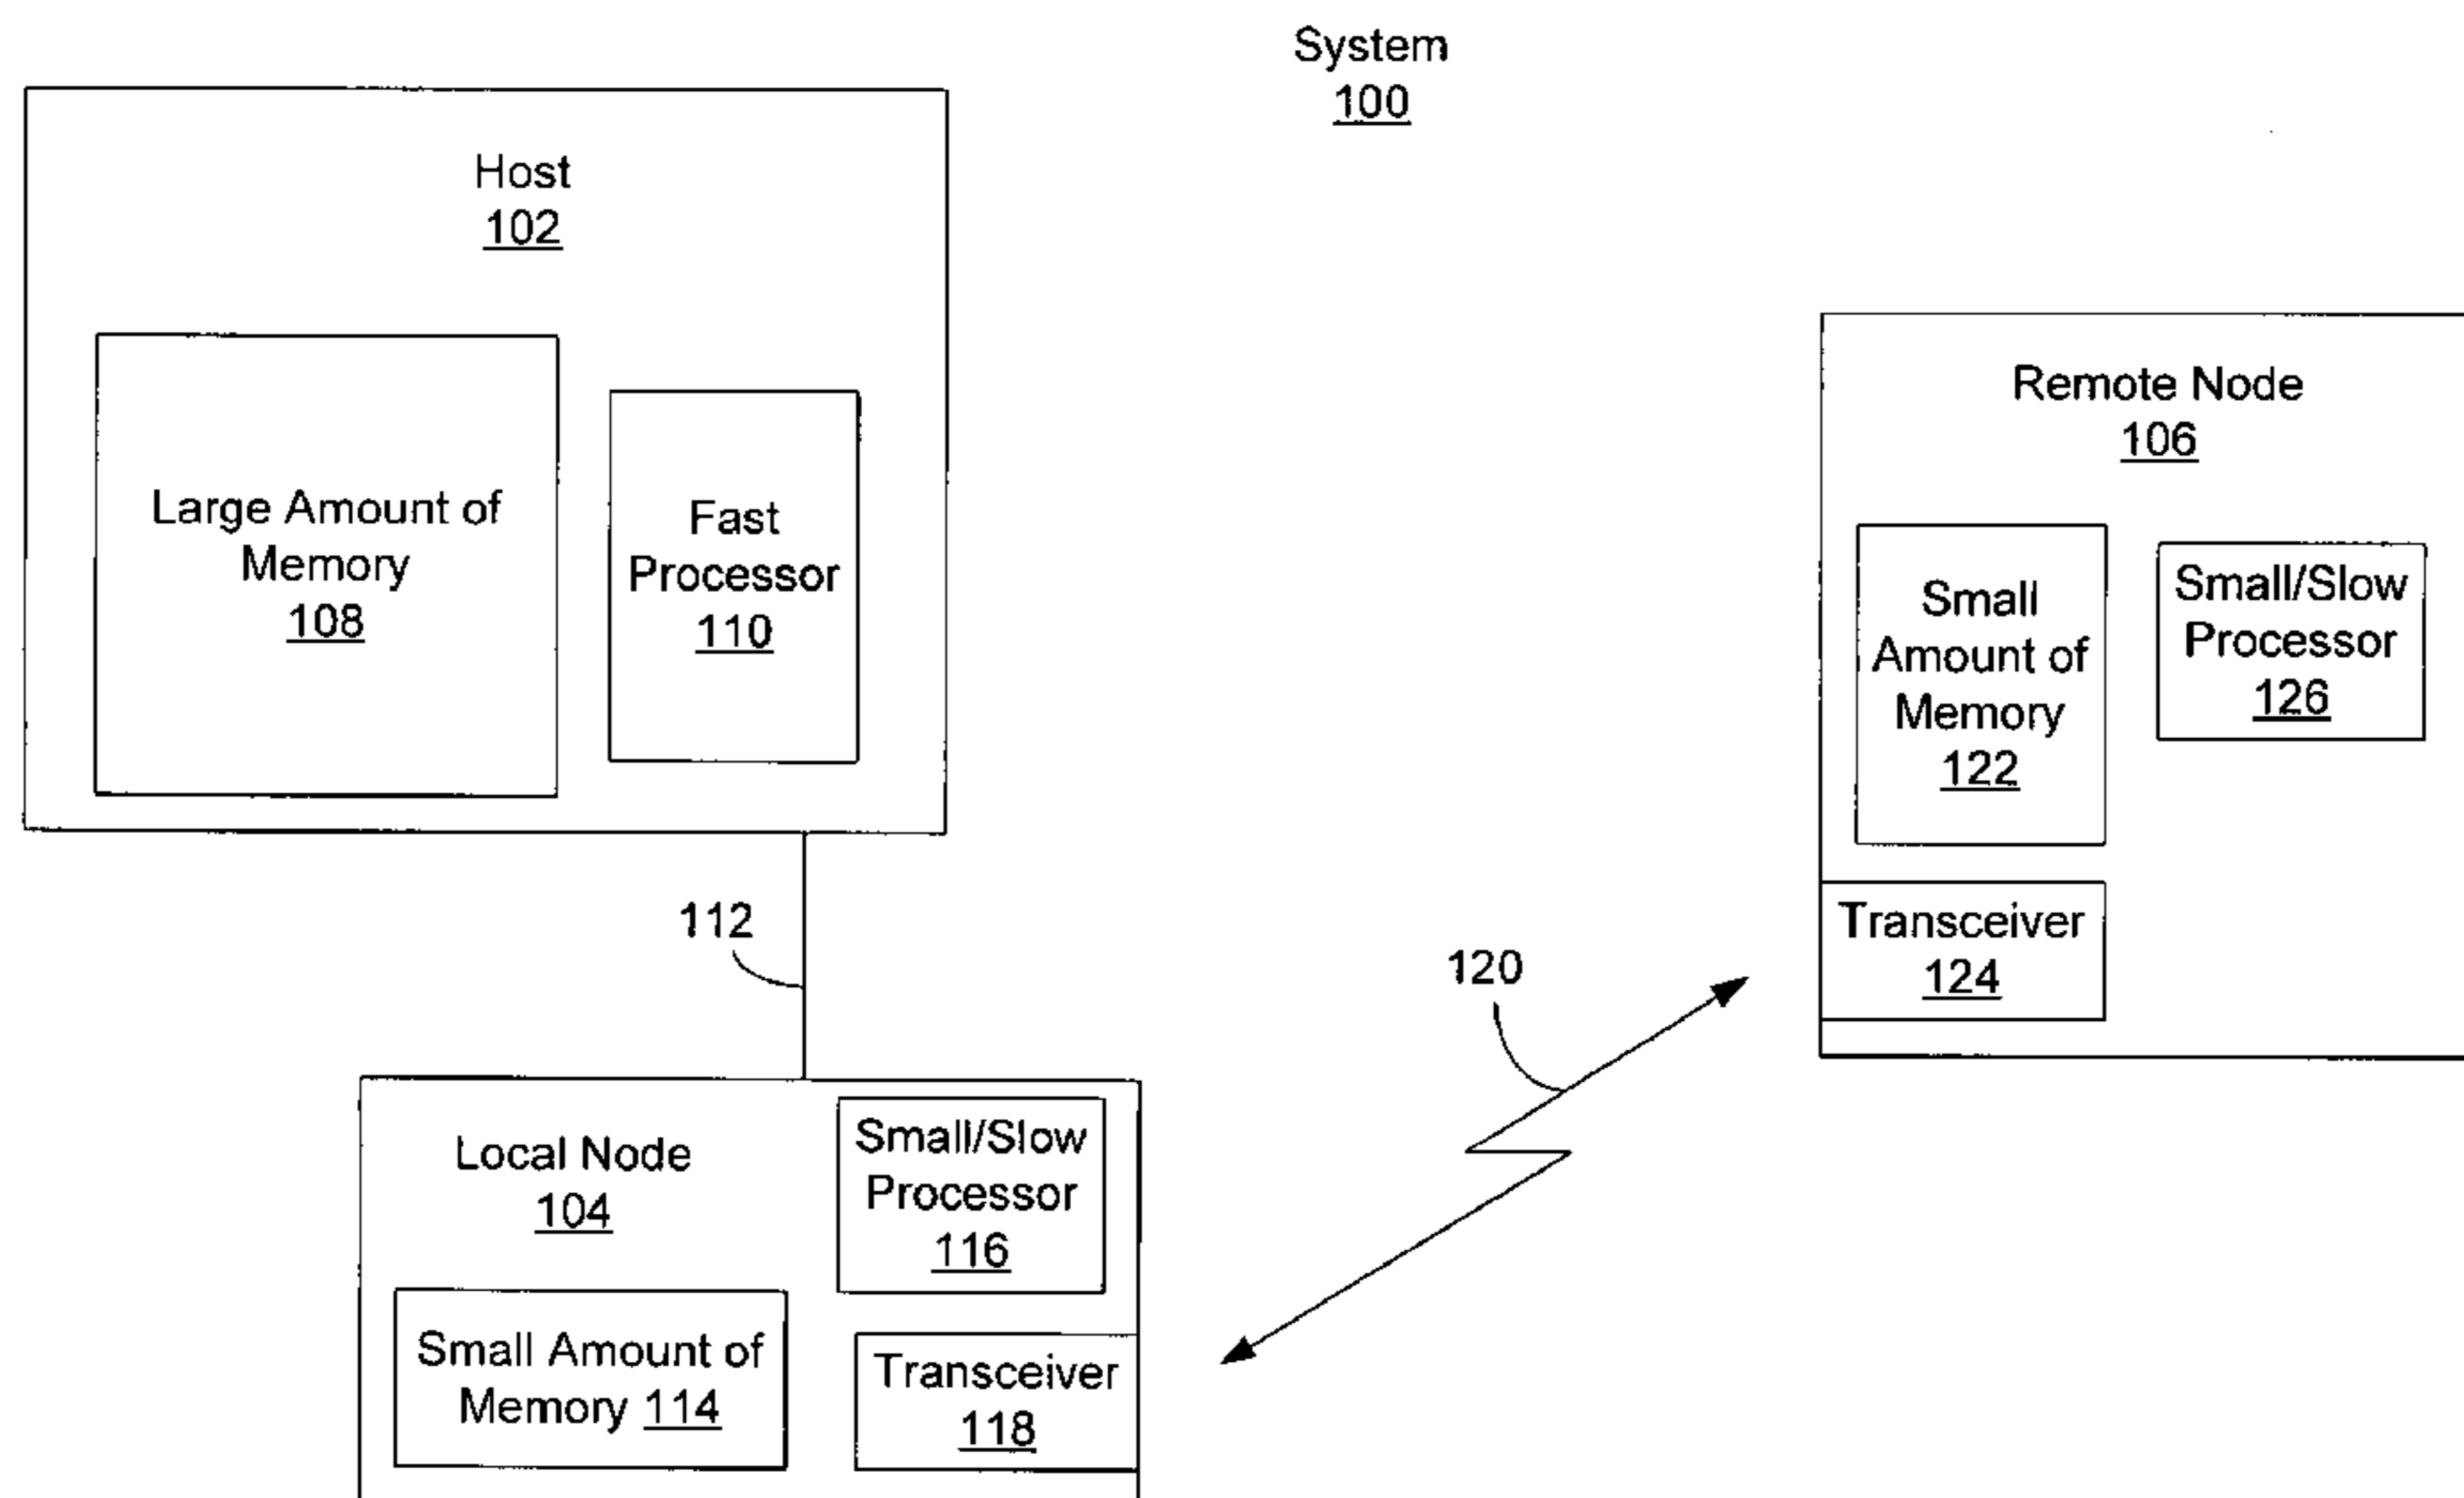 System
100
Host
102
Large Amount of
Memory
108
Fast
Processor
110
Remote Node
106
Small
Amount of
Memory
122
Small/Slow
Processor
126
Transceiver
124
112
120
Local Node
104
Small/Slow
Processor
116
Small Amount of
Memory 114
Transceiver
118